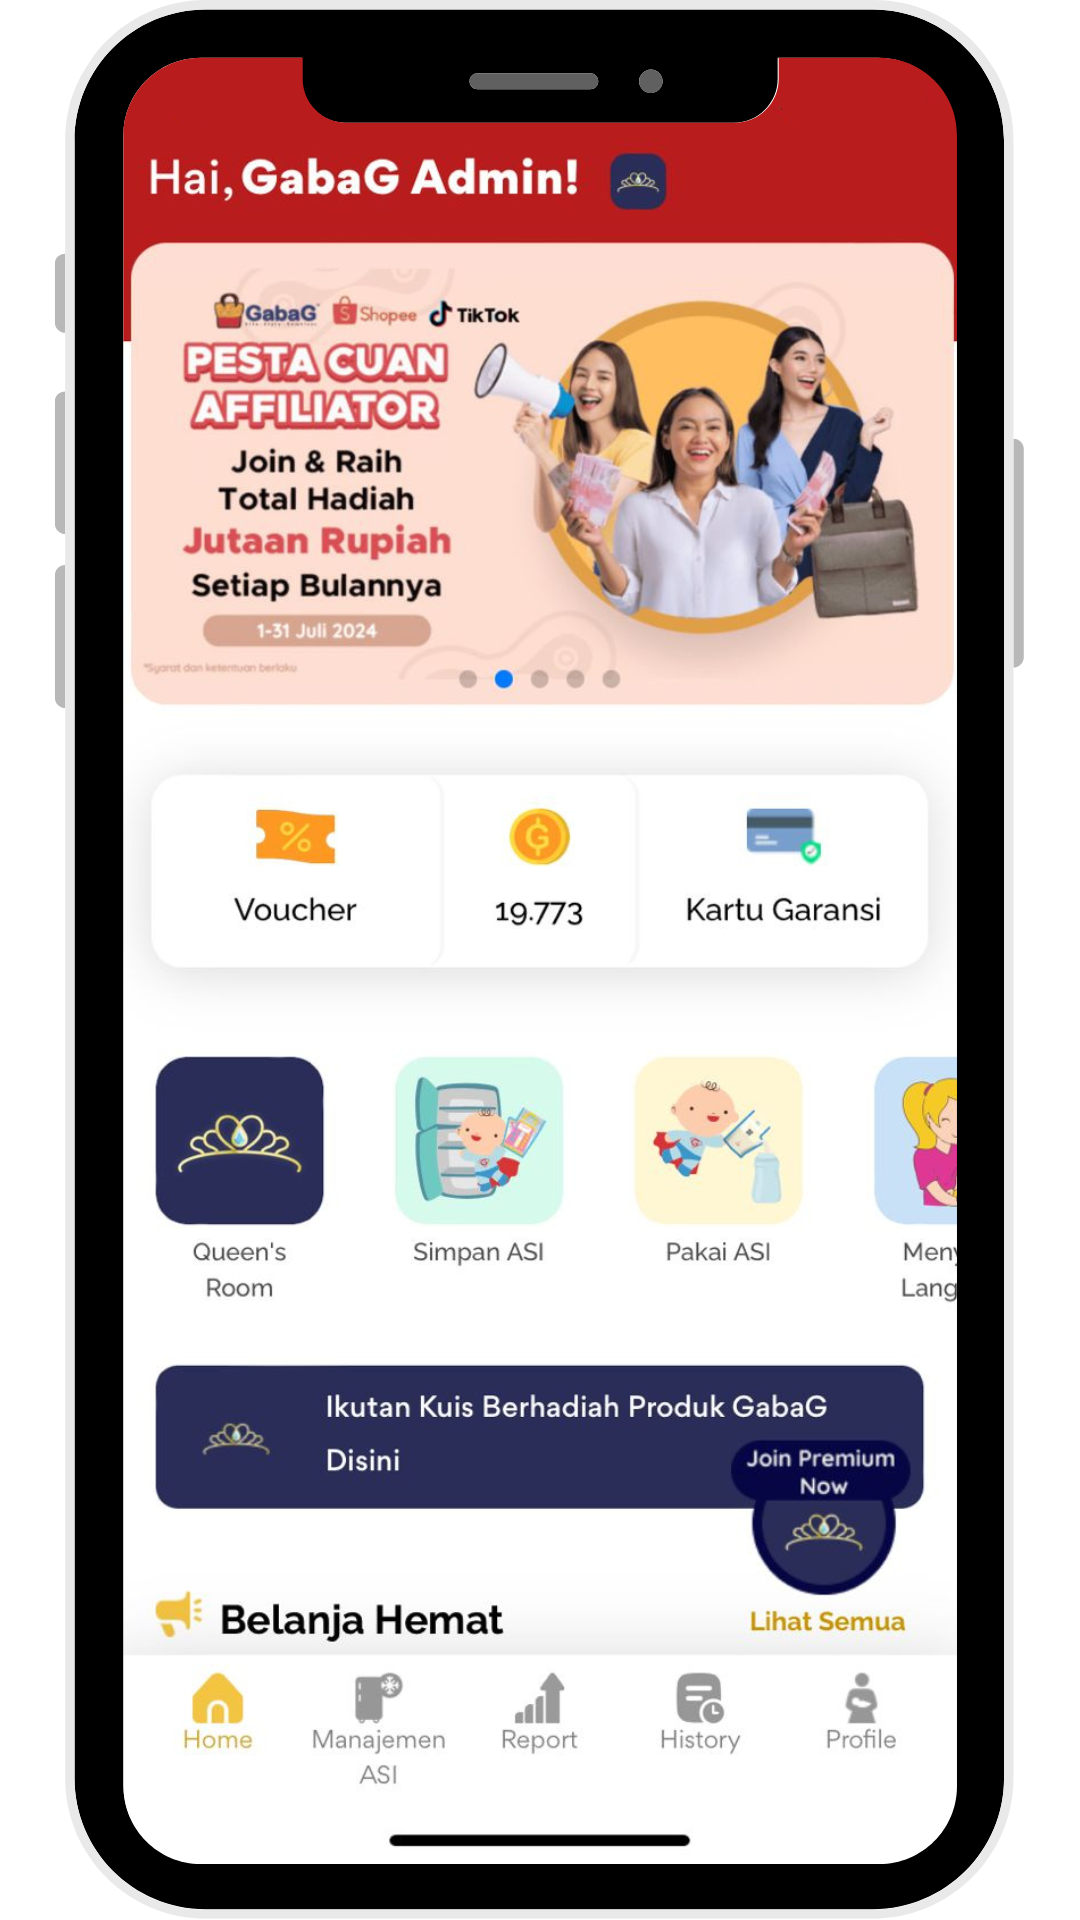 Hai, GabaG Admin!
GabaG Shopee TikTok
PESTA CUAN
AFFILIATOR
Join & Raih
Total Hadiah
Jutaan Rupiah
Setiap Bulannya
1-31 Juli 2024
*Syarat dan ketentuan berlaku
Voucher
19.773
Kartu Garansi
Queen's
Room
Simpan ASI
Pakai ASI
Meny
Lang
Ikutan Kuis Berhadiah Produk GabaG
Disini
Join Premium
Now
Belanja Hemat
Lihat Semua
Home
Manajemen
ASI
Report
History
Profile